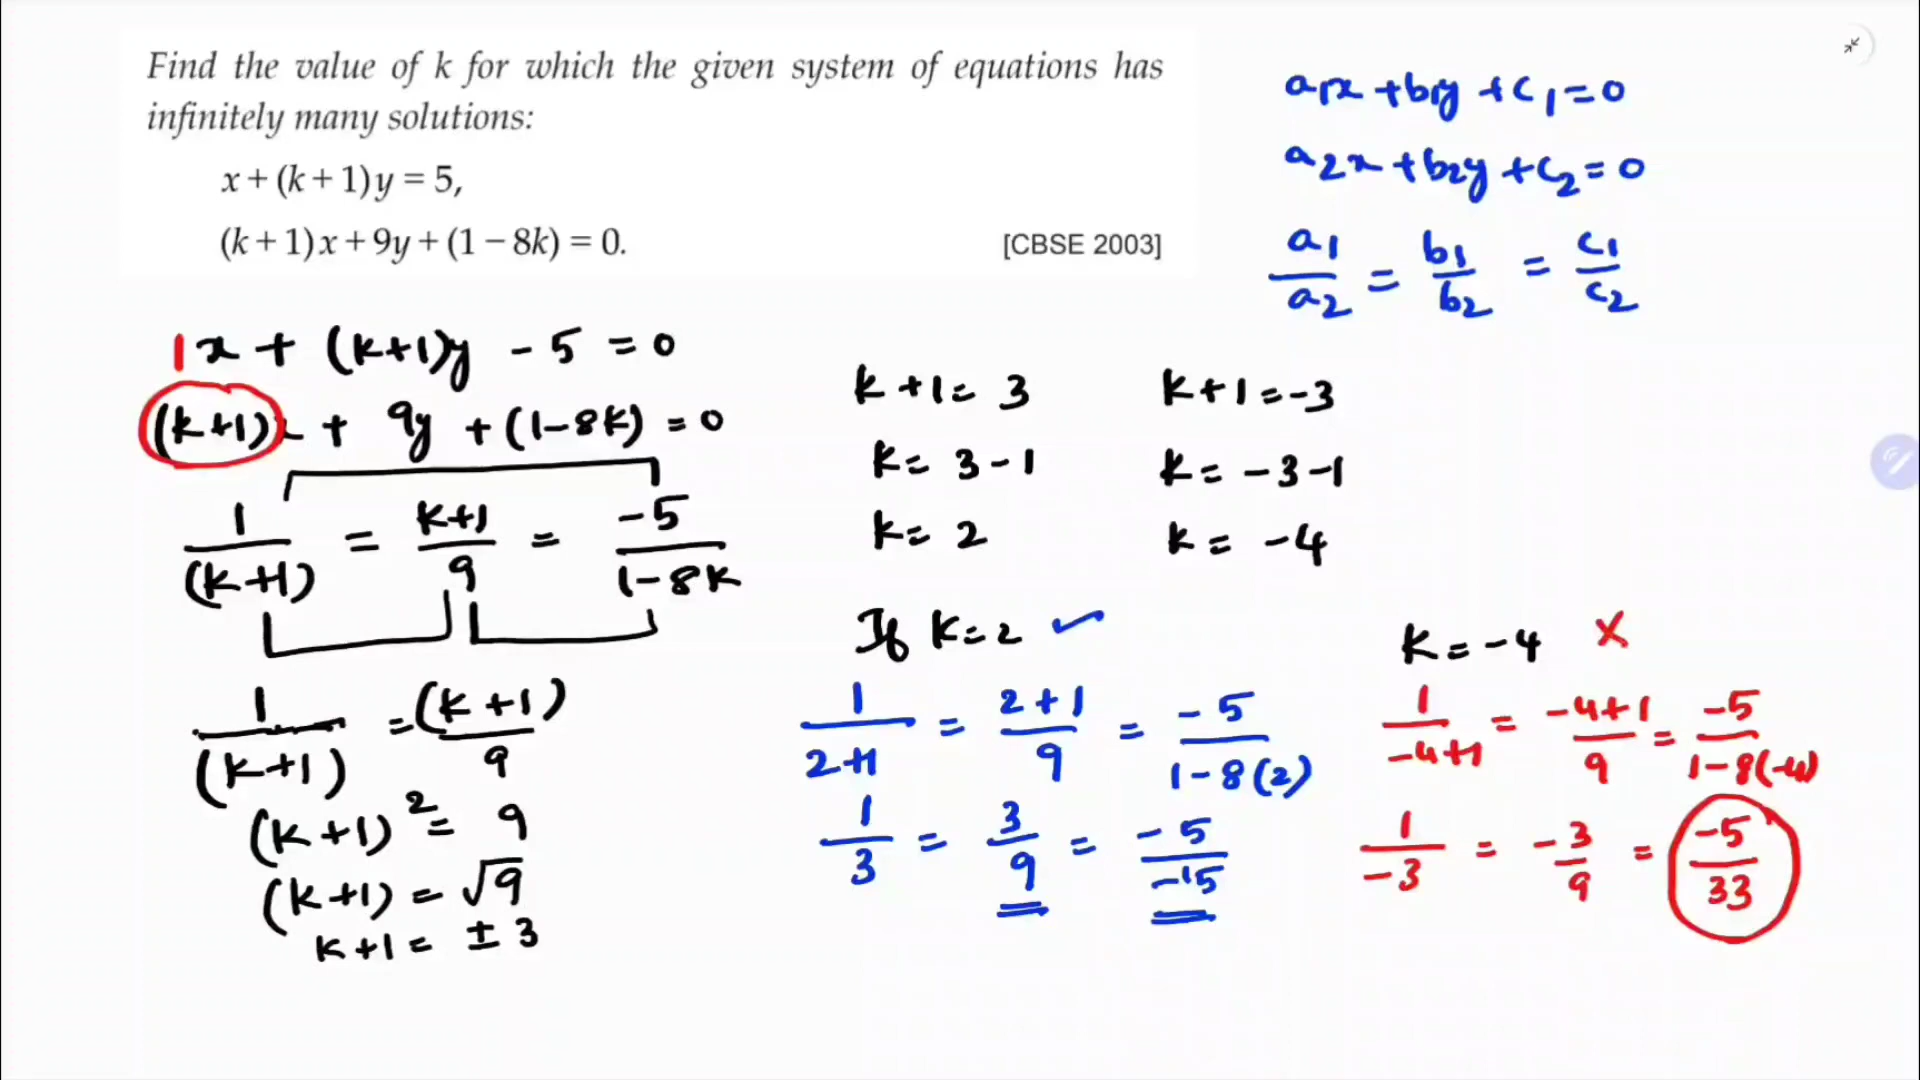 Find the value of k for which the given system of equations has
infinitely many solutions:
x + (k + 1) y = 5,
(k + 1) x + 9y + (1 − 8k) = 0.
[CBSE 2003]
a1x + b1y + c1 = 0
a2x + b2y + c2 = 0
a1/a2 = b1/b2 = c1/c2
1x + (k+1)y - 5 = 0
(k+1)x + 9y + (1-8k) = 0
1/(k+1) = k+1/9 = -5/1-8k
1/(k+1) = (k+1)/9
(k+1)² = 9
(k+1) = √9
k+1 = ±3
k+1 = 3
k = 3-1
k = 2
k+1 = -3
k = -3-1
k = -4
If k = 2 ✓
1/2+1 = 2+1/9 = -5/1-8(2)
1/3 = 3/9 = -5/-15
k = -4 ✗
1/-4+1 = -4+1/9 = -5/1-8(-4)
1/-3 = -3/9 = -5/33